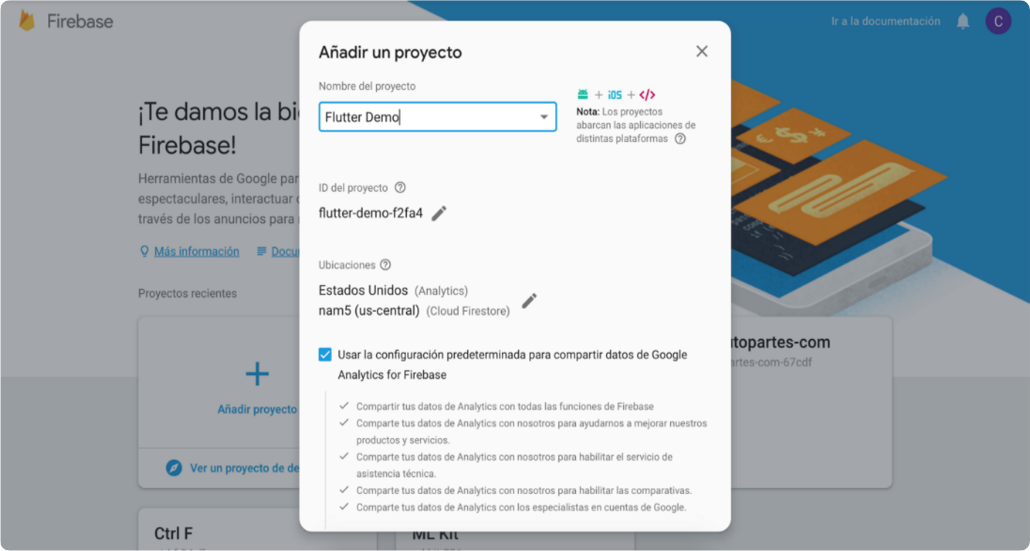 Firebase
Ir a la documentación
C
Añadir un proyecto
Nombre del proyecto
Flutter Demo
+ iOS + </>
Nota: Los proyectos
abarcan las aplicaciones de
distintas plataformas
ID del proyecto
flutter-demo-f2fa4
Ubicaciones
Estados Unidos (Analytics)
nam5 (us-central) (Cloud Firestore)
Usar la configuración predeterminada para compartir datos de Google
Analytics for Firebase
Compartir tus datos de Analytics con todas las funciones de Firebase
Comparte tus datos de Analytics con nosotros para ayudarnos a mejorar nuestros
productos y servicios.
Comparte tus datos de Analytics con nosotros para habilitar el servicio de
asistencia técnica.
Comparte tus datos de Analytics con nosotros para habilitar las comparativas.
Comparte tus datos de Analytics con los especialistas en cuentas de Google.
¡Te damos la bi
Firebase!
Herramientas de Google par
espectaculares, interactuar
través de los anuncios para
Más información
Docu
Proyectos recientes
Añadir proyecto
Ver un proyecto de de
topartes-com
artes-com-67cdf
Ctrl F
ML Kit